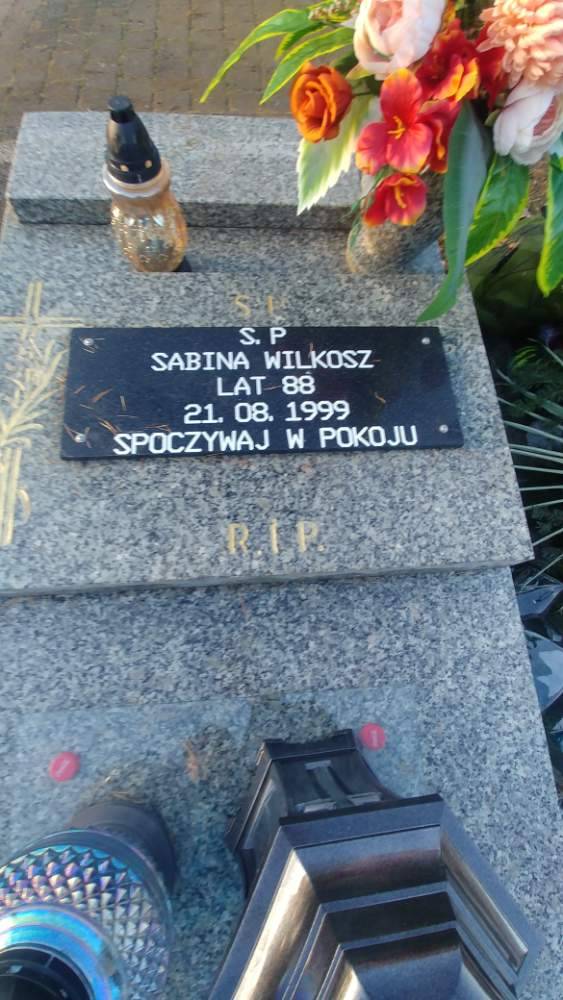 S. P
S. P
SABINA WILKOSZ
LAT 88
21. 08. 1999
SPOCZYWAJ W POKOJU
R.I.P.